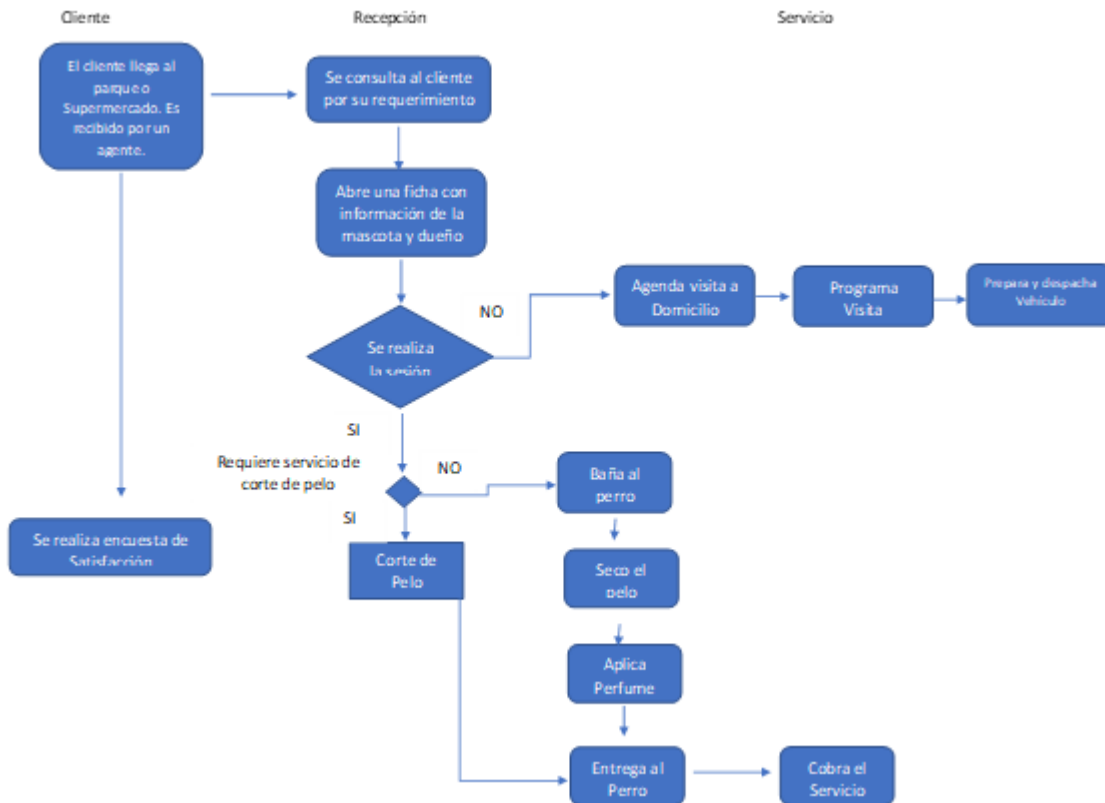 Cliente
Recepción
Servicio
El cliente llega al
parque o
Supermercado. Es
recibido por un
agente.
Se consulta al cliente
por su requerimiento
Abre una ficha con
información de la
mascota y dueño
Agenda visita a
Domicilio
Programa
Visita
Prepara y despacha
Vehículo
NO
Se realiza
la sesión
SI
Requiere servicio de
corte de pelo
NO
SI
Baña al
perro
Se realiza encuesta de
Satisfacción
Corte de
Pelo
Seco el
pelo
Aplica
Perfume
Entrega al
Perro
Cobra el
Servicio